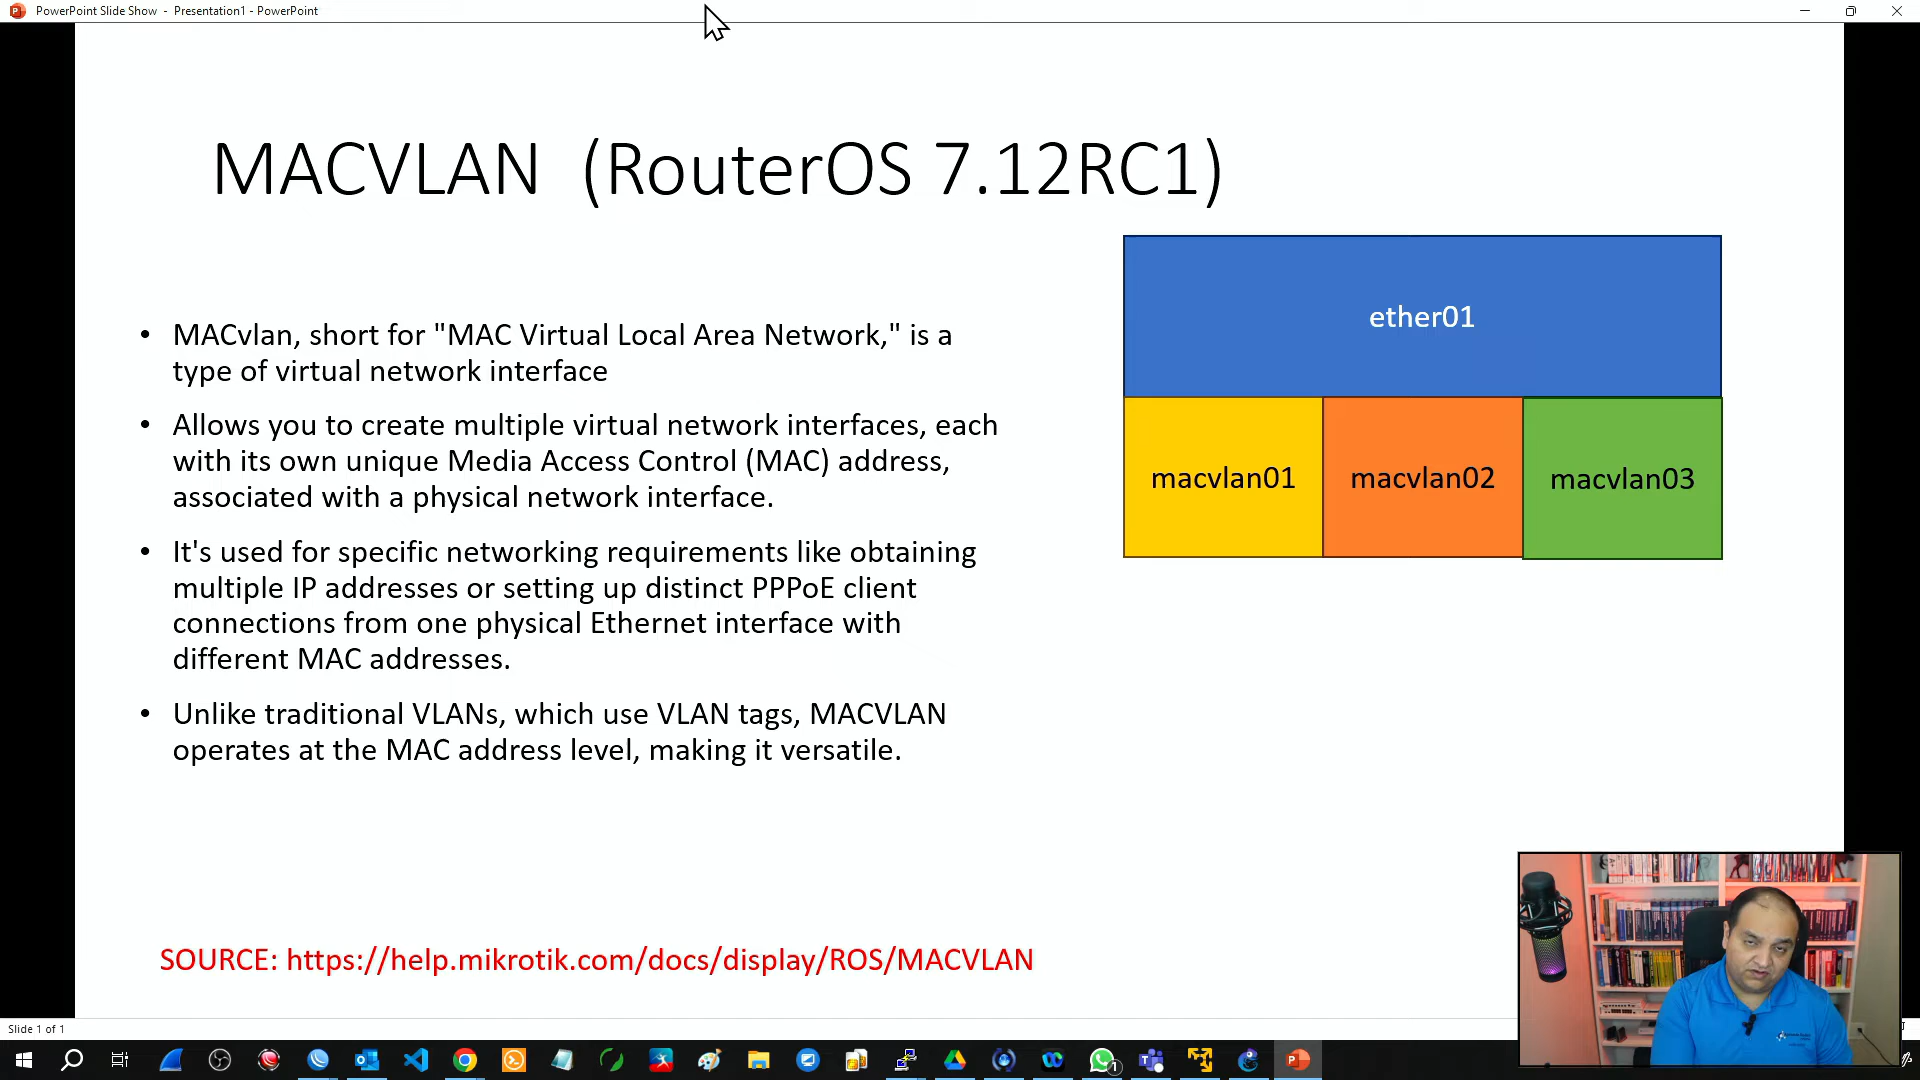 PowerPoint Slide Show - Presentation1 - PowerPoint
MACVLAN (RouterOS 7.12RC1)
• MACvlan, short for "MAC Virtual Local Area Network," is a
type of virtual network interface
• Allows you to create multiple virtual network interfaces, each
with its own unique Media Access Control (MAC) address,
associated with a physical network interface.
• It's used for specific networking requirements like obtaining
multiple IP addresses or setting up distinct PPPoE client
connections from one physical Ethernet interface with
different MAC addresses.
• Unlike traditional VLANs, which use VLAN tags, MACVLAN
operates at the MAC address level, making it versatile.
ether01
macvlan01
macvlan02
macvlan03
SOURCE: https://help.mikrotik.com/docs/display/ROS/MACVLAN
Slide 1 of 1